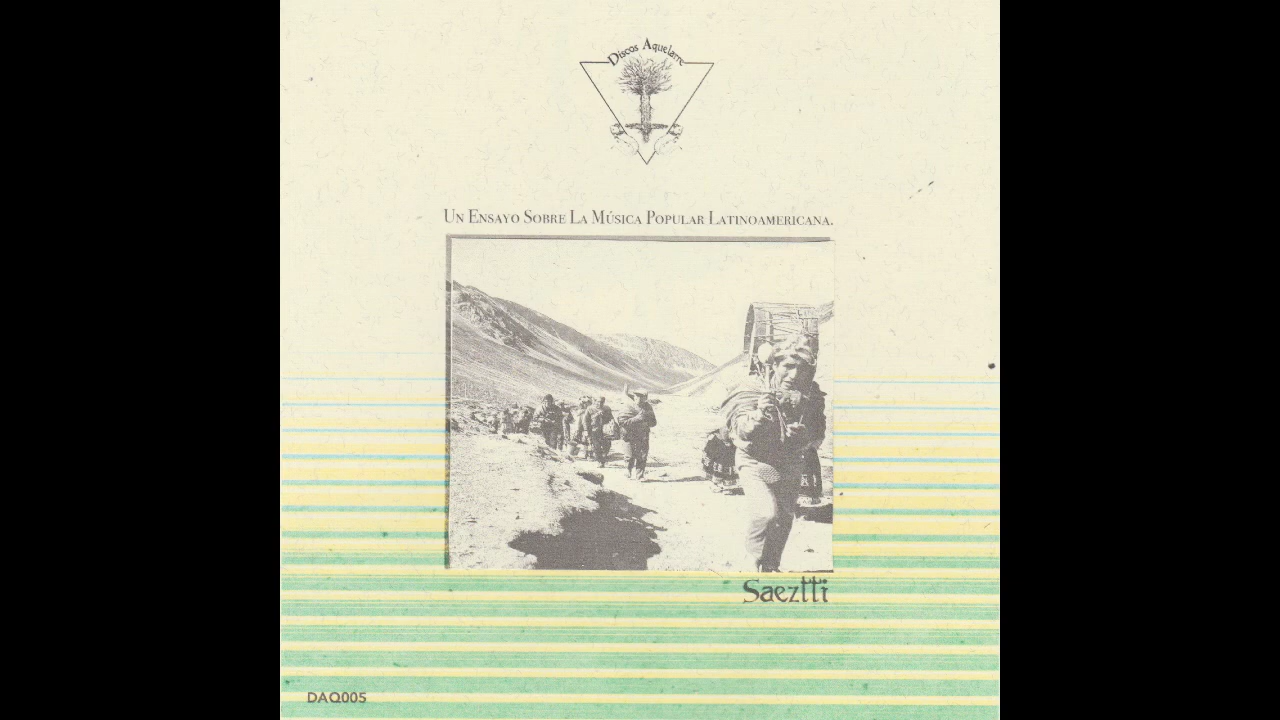 Discos Aquelarre
Un Ensayo Sobre La Música Popular Latinoamericana.
Saeztti
DAQ005